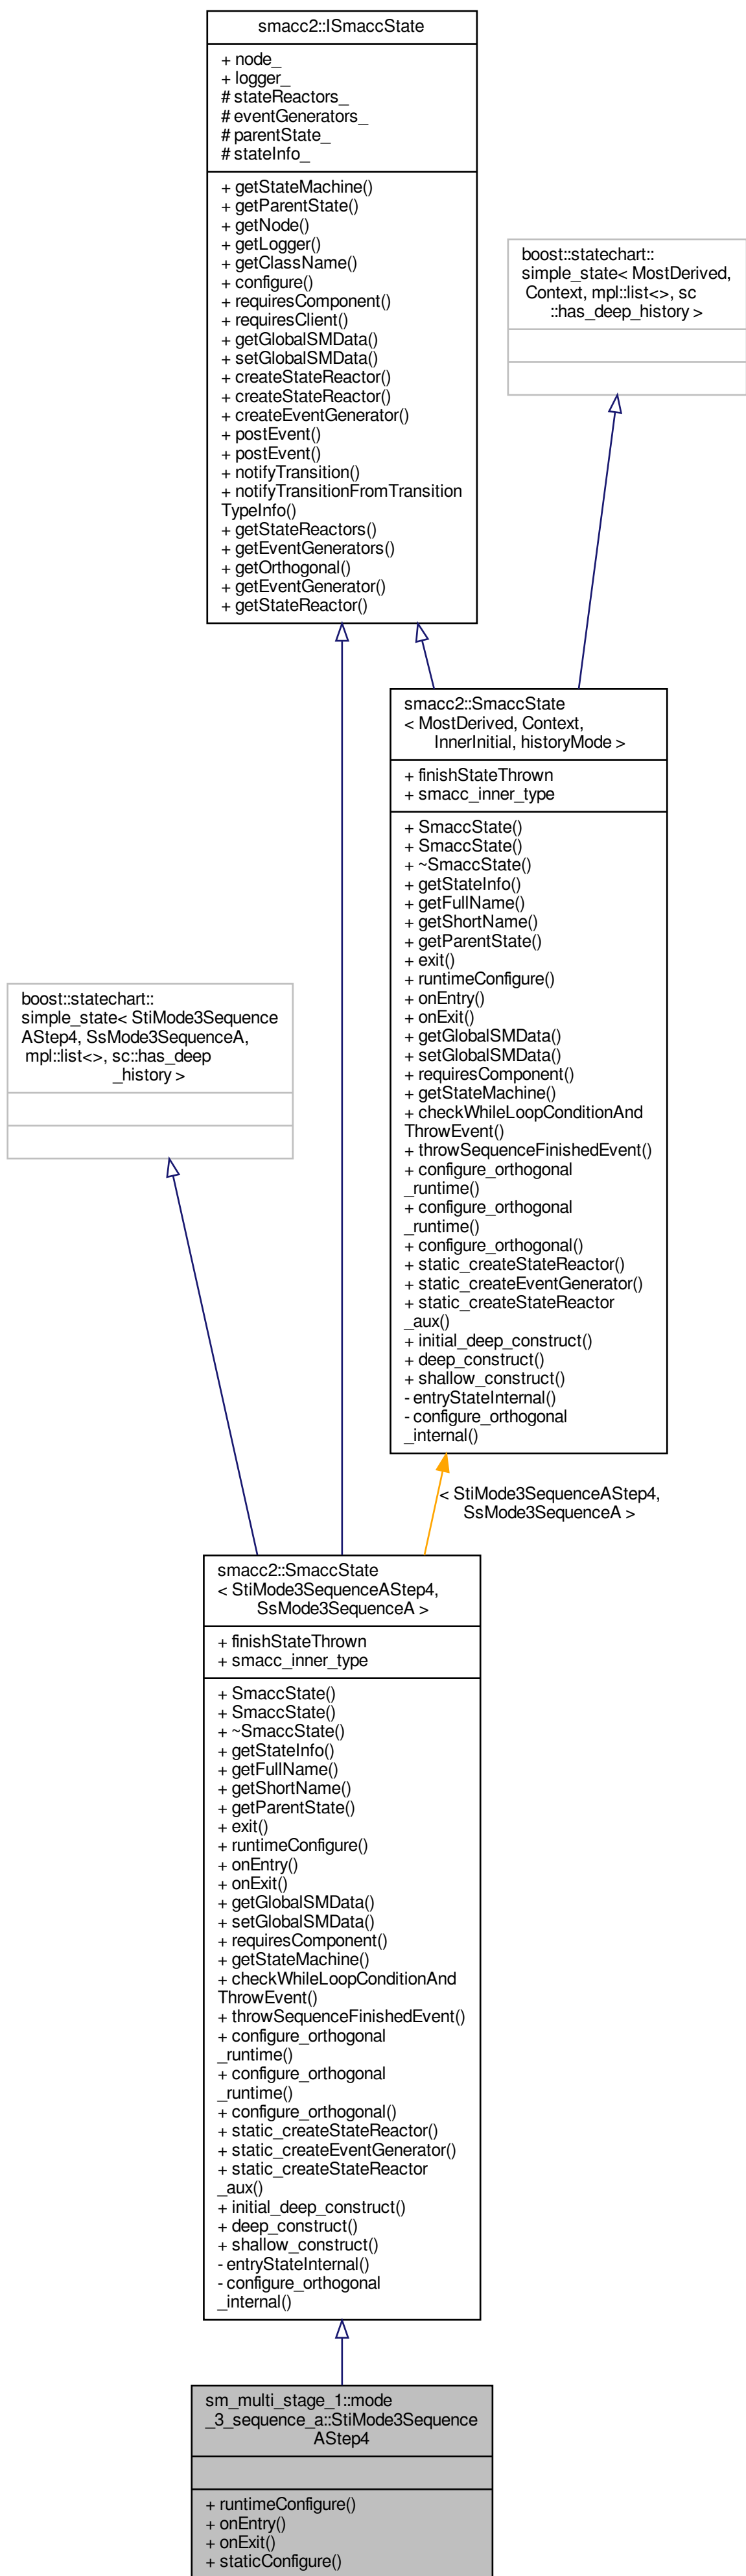 smacc2::ISmaccState
+ node_
+ logger_
# stateReactors_
# eventGenerators_
# parentState_
# stateInfo_
+ getStateMachine()
+ getParentState()
+ getNode()
+ getLogger()
+ getClassName()
+ configure()
+ requiresComponent()
+ requiresClient()
+ getGlobalSMData()
+ setGlobalSMData()
+ createStateReactor()
+ createStateReactor()
+ createEventGenerator()
+ postEvent()
+ postEvent()
+ notifyTransition()
+ notifyTransitionFromTransition
TypeInfo()
+ getStateReactors()
+ getEventGenerators()
+ getOrthogonal()
+ getEventGenerator()
+ getStateReactor()
boost::statechart::
simple_state< MostDerived,
Context, mpl::list<>, sc
::has_deep_history >
smacc2::SmaccState
< MostDerived, Context,
InnerInitial, historyMode >
+ finishStateThrown
+ smacc_inner_type
+ SmaccState()
+ SmaccState()
+ ~SmaccState()
+ getStateInfo()
+ getFullName()
+ getShortName()
+ getParentState()
+ exit()
+ runtimeConfigure()
+ onEntry()
+ onExit()
+ getGlobalSMData()
+ setGlobalSMData()
+ requiresComponent()
+ getStateMachine()
+ checkWhileLoopConditionAnd
ThrowEvent()
+ throwSequenceFinishedEvent()
+ configure_orthogonal
_runtime()
+ configure_orthogonal
_runtime()
+ configure_orthogonal()
+ static_createStateReactor()
+ static_createEventGenerator()
+ static_createStateReactor
_aux()
+ initial_deep_construct()
+ deep_construct()
+ shallow_construct()
- entryStateInternal()
- configure_orthogonal
_internal()
boost::statechart::
simple_state< StiMode3Sequence
AStep4, SsMode3SequenceA,
mpl::list<>, sc::has_deep
_history >
< StiMode3SequenceAStep4,
SsMode3SequenceA >
smacc2::SmaccState
< StiMode3SequenceAStep4,
SsMode3SequenceA >
+ finishStateThrown
+ smacc_inner_type
+ SmaccState()
+ SmaccState()
+ ~SmaccState()
+ getStateInfo()
+ getFullName()
+ getShortName()
+ getParentState()
+ exit()
+ runtimeConfigure()
+ onEntry()
+ onExit()
+ getGlobalSMData()
+ setGlobalSMData()
+ requiresComponent()
+ getStateMachine()
+ checkWhileLoopConditionAnd
ThrowEvent()
+ throwSequenceFinishedEvent()
+ configure_orthogonal
_runtime()
+ configure_orthogonal
_runtime()
+ configure_orthogonal()
+ static_createStateReactor()
+ static_createEventGenerator()
+ static_createStateReactor
_aux()
+ initial_deep_construct()
+ deep_construct()
+ shallow_construct()
- entryStateInternal()
- configure_orthogonal
_internal()
sm_multi_stage_1::mode
_3_sequence_a::StiMode3Sequence
AStep4
+ runtimeConfigure()
+ onEntry()
+ onExit()
+ staticConfigure()